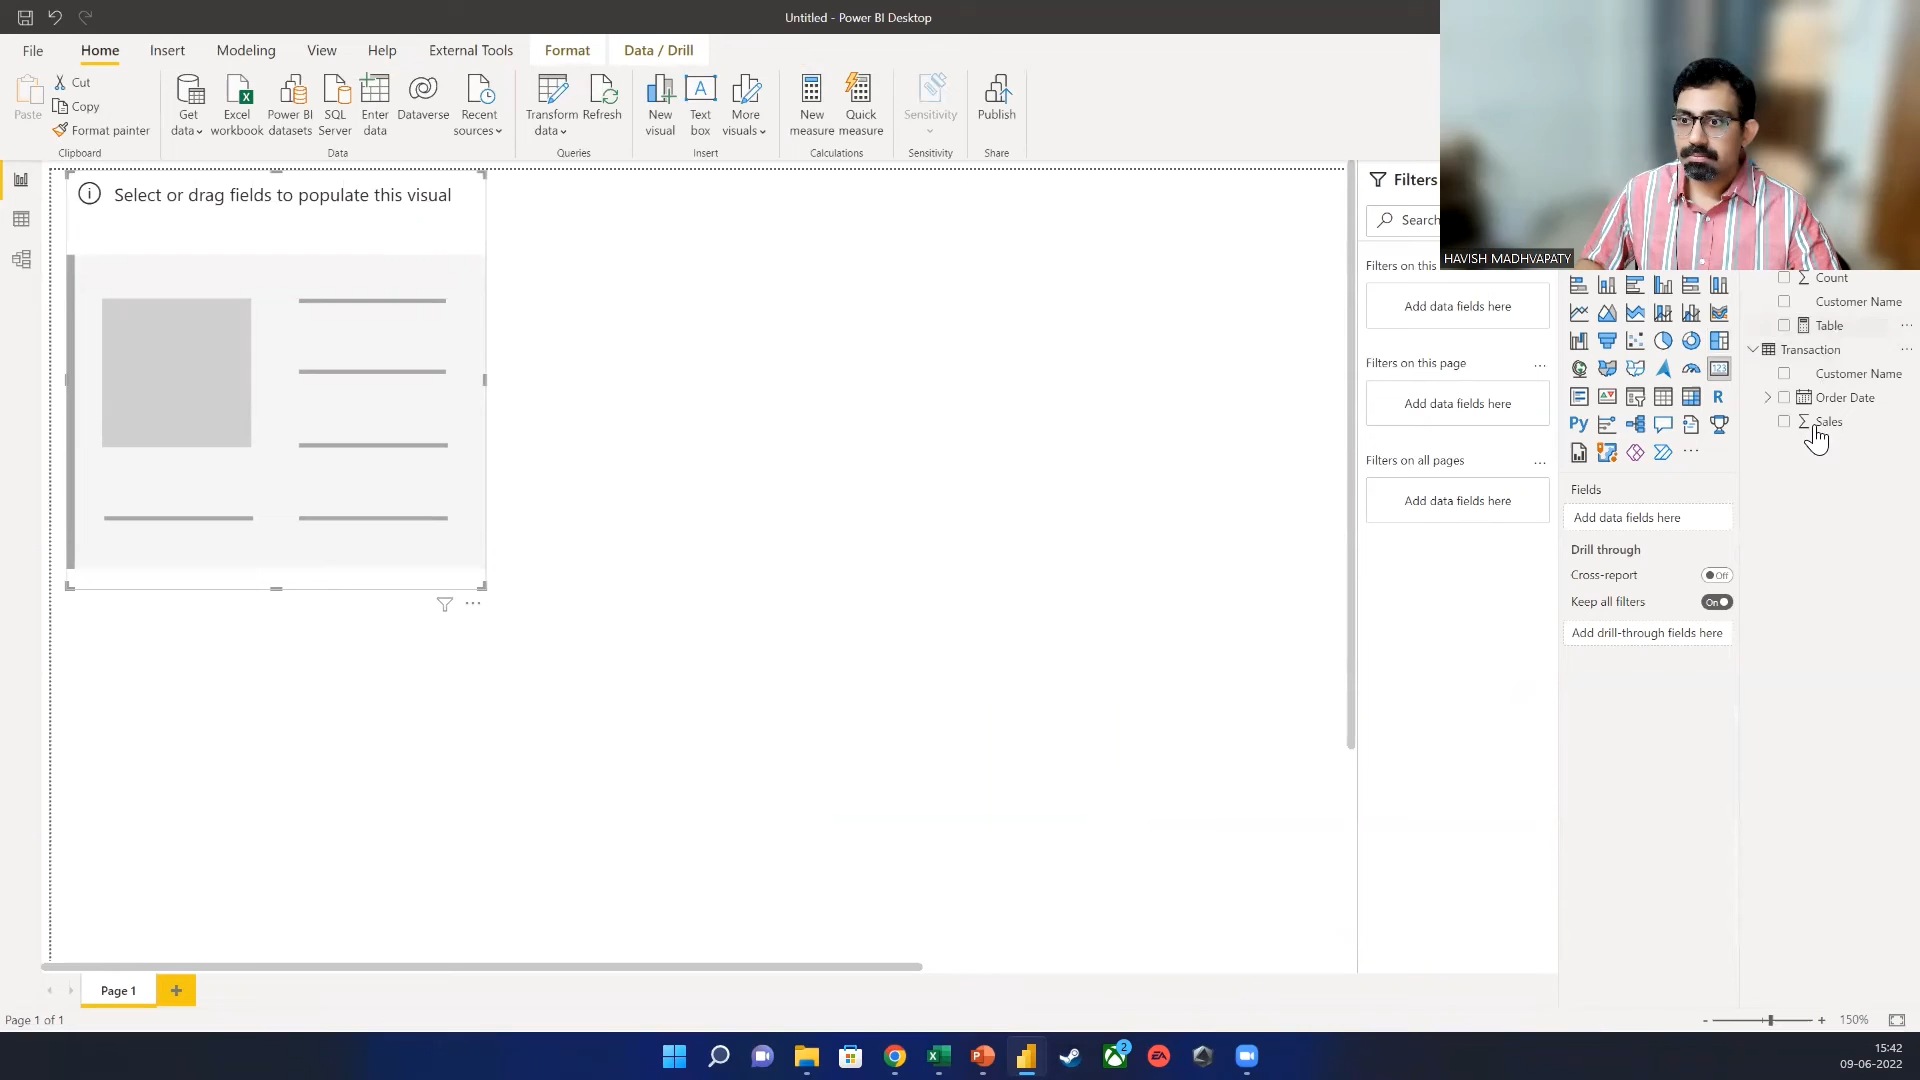 Untitled - Power BI Desktop
File
Home
Insert
Modeling
View
Help
External Tools
Format
Data / Drill
Paste
Cut
Copy
Format painter
Clipboard
Get data
Excel workbook
Power BI datasets
SQL Server
Enter data
Dataverse
Recent sources
Data
Transform data
Refresh
Queries
New visual
Text box
More visuals
Insert
New measure
Quick measure
Calculations
Sensitivity
Sensitivity
Publish
Share
Select or drag fields to populate this visual
Filters
Search
Filters on this
Add data fields here
Filters on this page
...
Add data fields here
Filters on all pages
...
Add data fields here
HAVISH MADHVAPATY
123
R
Py
...
Fields
Add data fields here
Drill through
Cross-report
Off
Keep all filters
On
Add drill-through fields here
Count
Customer Name
Table
...
Transaction
...
Customer Name
Order Date
Sales
Page 1
+
Page 1 of 1
-
+
150%
2
EA
15:42
09-06-2022